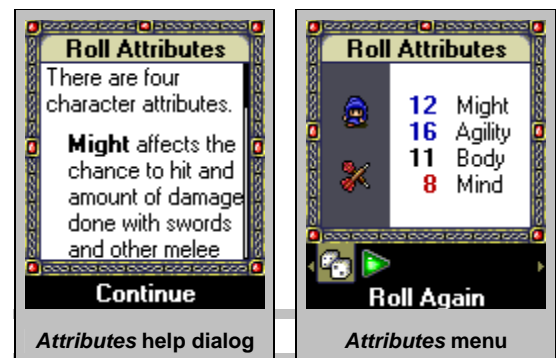 Roll Attributes
There are four
character attributes.
Might affects the
chance to hit and
amount of damage
done with swords
and other melee
Continue
Attributes help dialog
Roll Attributes
12 Might
16 Agility
11 Body
8 Mind
Roll Again
Attributes menu